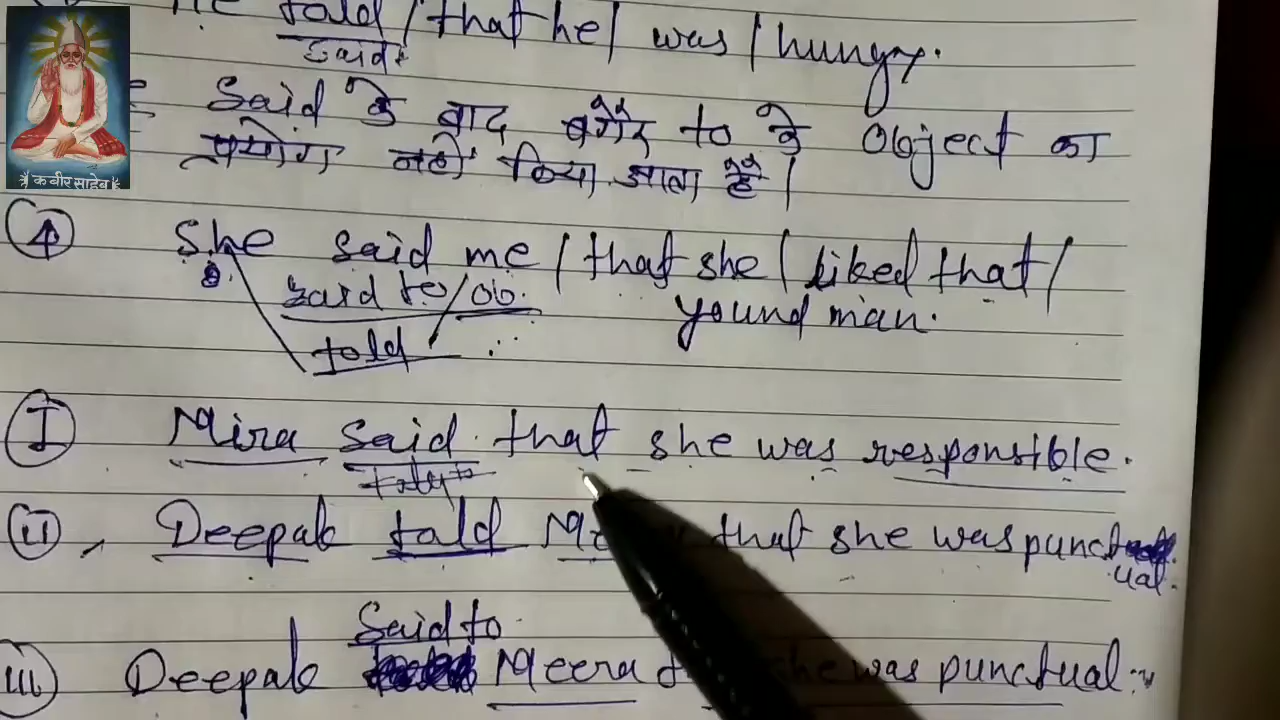 He told / that he / was / hungry.
said
Said के बाद बगैर to के object का
प्रयोग नही किया जाता है।
④ She said me / that she / liked that /
said to / ob. yound man.
told
Ⓘ Mira said that she was responsible.
ⅱ Deepak told that she was punctual.
Said to
ⅲ Deepak Meera she was punctual.
कबीर साहेब